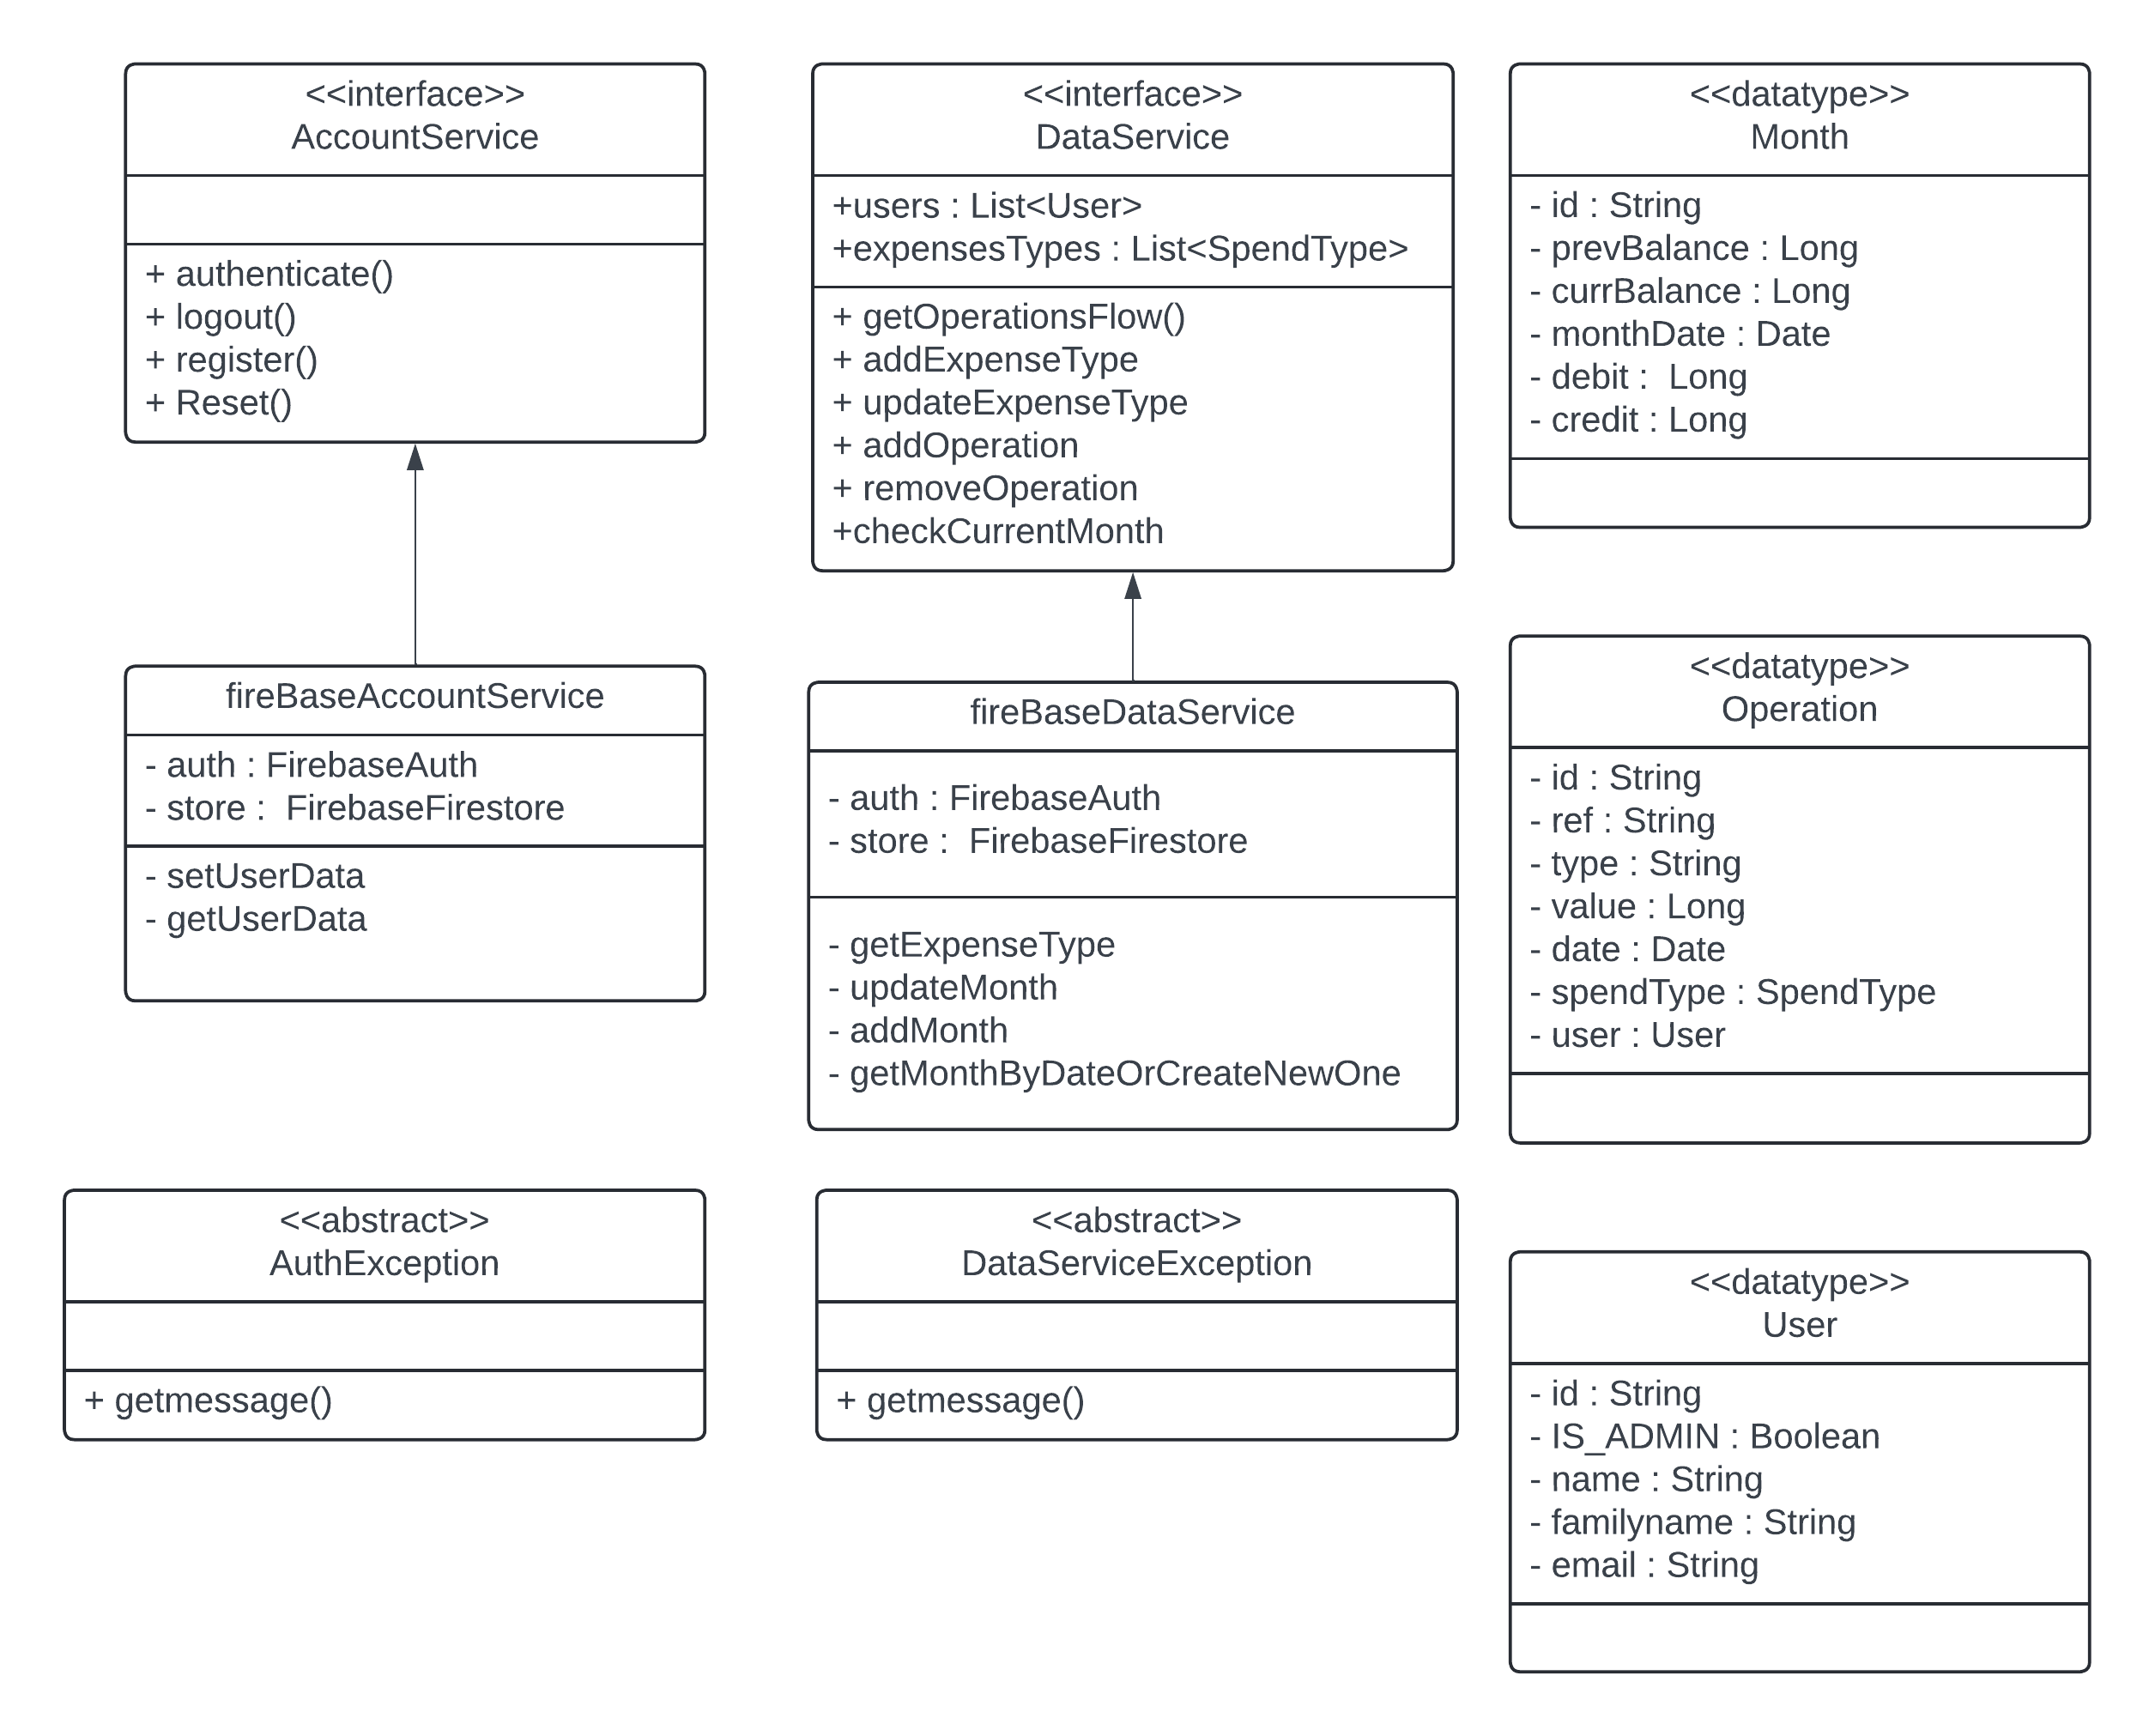 <<interface>>
AccountService
+ authenticate()
+ logout()
+ register()
+ Reset()
<<interface>>
DataService
+users : List<User>
+expensesTypes : List<SpendType>
+ getOperationsFlow()
+ addExpenseType
+ updateExpenseType
+ addOperation
+ removeOperation
+checkCurrentMonth
<<datatype>>
Month
- id : String
- prevBalance : Long
- currBalance : Long
- monthDate : Date
- debit :  Long
- credit : Long
fireBaseAccountService
- auth : FirebaseAuth
- store :  FirebaseFirestore
- setUserData
- getUserData
fireBaseDataService
- auth : FirebaseAuth
- store :  FirebaseFirestore
- getExpenseType
- updateMonth
- addMonth
- getMonthByDateOrCreateNewOne
<<datatype>>
Operation
- id : String
- ref : String
- type : String
- value : Long
- date : Date
- spendType : SpendType
- user : User
<<abstract>>
AuthException
+ getmessage()
<<abstract>>
DataServiceException
+ getmessage()
<<datatype>>
User
- id : String
- IS_ADMIN : Boolean
- name : String
- familyname : String
- email : String